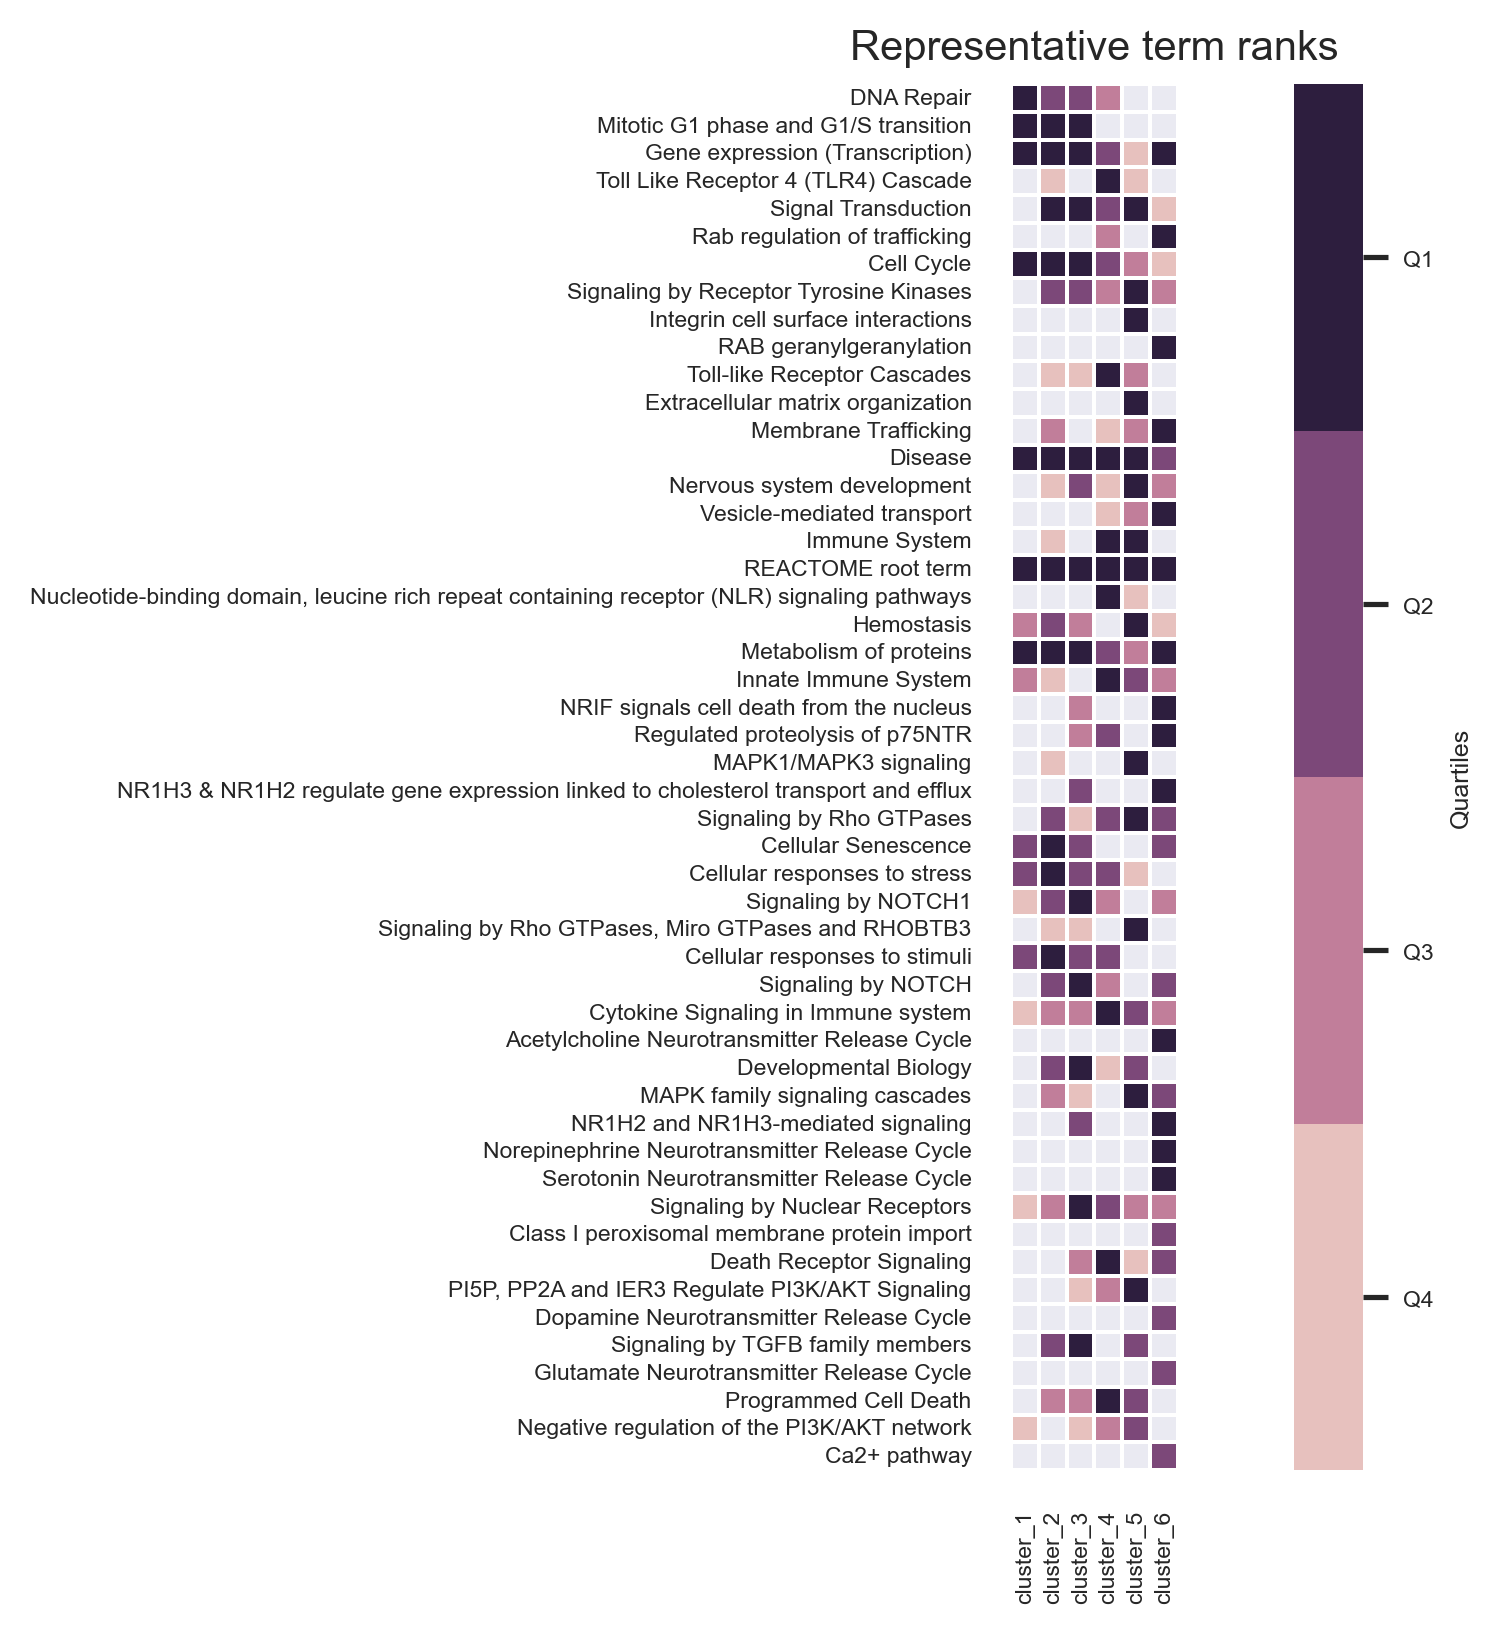 Representative term ranks
DNA Repair
Mitotic G1 phase and G1/S transition
Gene expression (Transcription)
Toll Like Receptor 4 (TLR4) Cascade
Signal Transduction
Rab regulation of trafficking
Cell Cycle
Signaling by Receptor Tyrosine Kinases
Integrin cell surface interactions
RAB geranylgeranylation
Toll-like Receptor Cascades
Extracellular matrix organization
Membrane Trafficking
Disease
Nervous system development
Vesicle-mediated transport
Immune System
REACTOME root term
Nucleotide-binding domain, leucine rich repeat containing receptor (NLR) signaling pathways
Hemostasis
Metabolism of proteins
Innate Immune System
NRIF signals cell death from the nucleus
Regulated proteolysis of p75NTR
MAPK1/MAPK3 signaling
NR1H3 & NR1H2 regulate gene expression linked to cholesterol transport and efflux
Signaling by Rho GTPases
Cellular Senescence
Cellular responses to stress
Signaling by NOTCH1
Signaling by Rho GTPases, Miro GTPases and RHOBTB3
Cellular responses to stimuli
Signaling by NOTCH
Cytokine Signaling in Immune system
Acetylcholine Neurotransmitter Release Cycle
Developmental Biology
MAPK family signaling cascades
NR1H2 and NR1H3-mediated signaling
Norepinephrine Neurotransmitter Release Cycle
Serotonin Neurotransmitter Release Cycle
Signaling by Nuclear Receptors
Class I peroxisomal membrane protein import
Death Receptor Signaling
PI5P, PP2A and IER3 Regulate PI3K/AKT Signaling
Dopamine Neurotransmitter Release Cycle
Signaling by TGFB family members
Glutamate Neurotransmitter Release Cycle
Programmed Cell Death
Negative regulation of the PI3K/AKT network
Ca2+ pathway
cluster_1
cluster_2
cluster_3
cluster_4
cluster_5
cluster_6
Q1
Q2
Q3
Q4
Quartiles